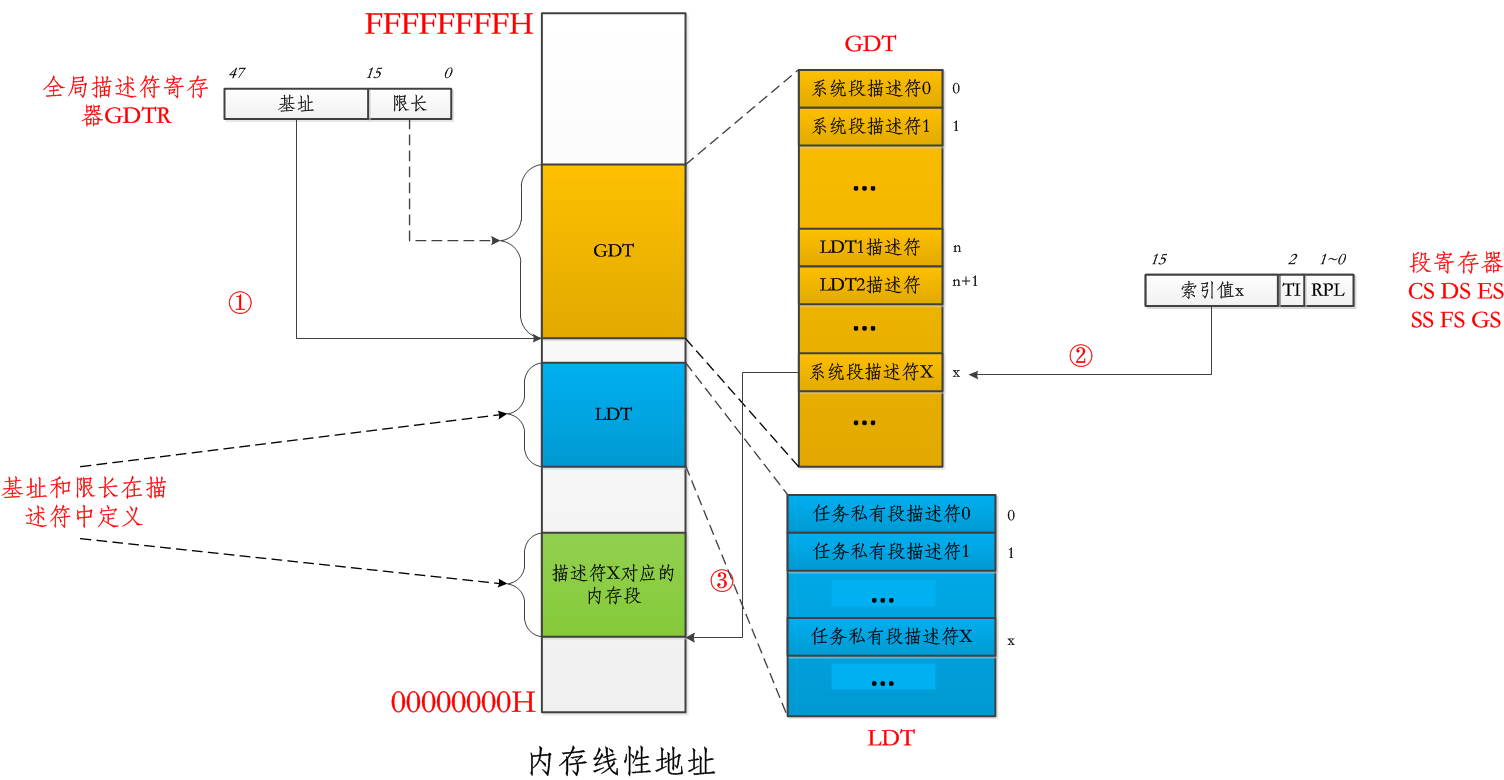 FFFFFFFFH
GDT
47 15 0
全局描述符寄存
器GDTR
基址 限长
系统段描述符0 0
系统段描述符1 1
...
GDT
LDT1描述符 n
LDT2描述符 n+1
...
系统段描述符X x
...
15 2 1~0
索引值x TI RPL
段寄存器
CS DS ES
SS FS GS
①
②
LDT
基址和限长在描
述符中定义
任务私有段描述符0 0
任务私有段描述符1 1
...
任务私有段描述符X x
...
LDT
③
描述符X对应的
内存段
00000000H
内存线性地址